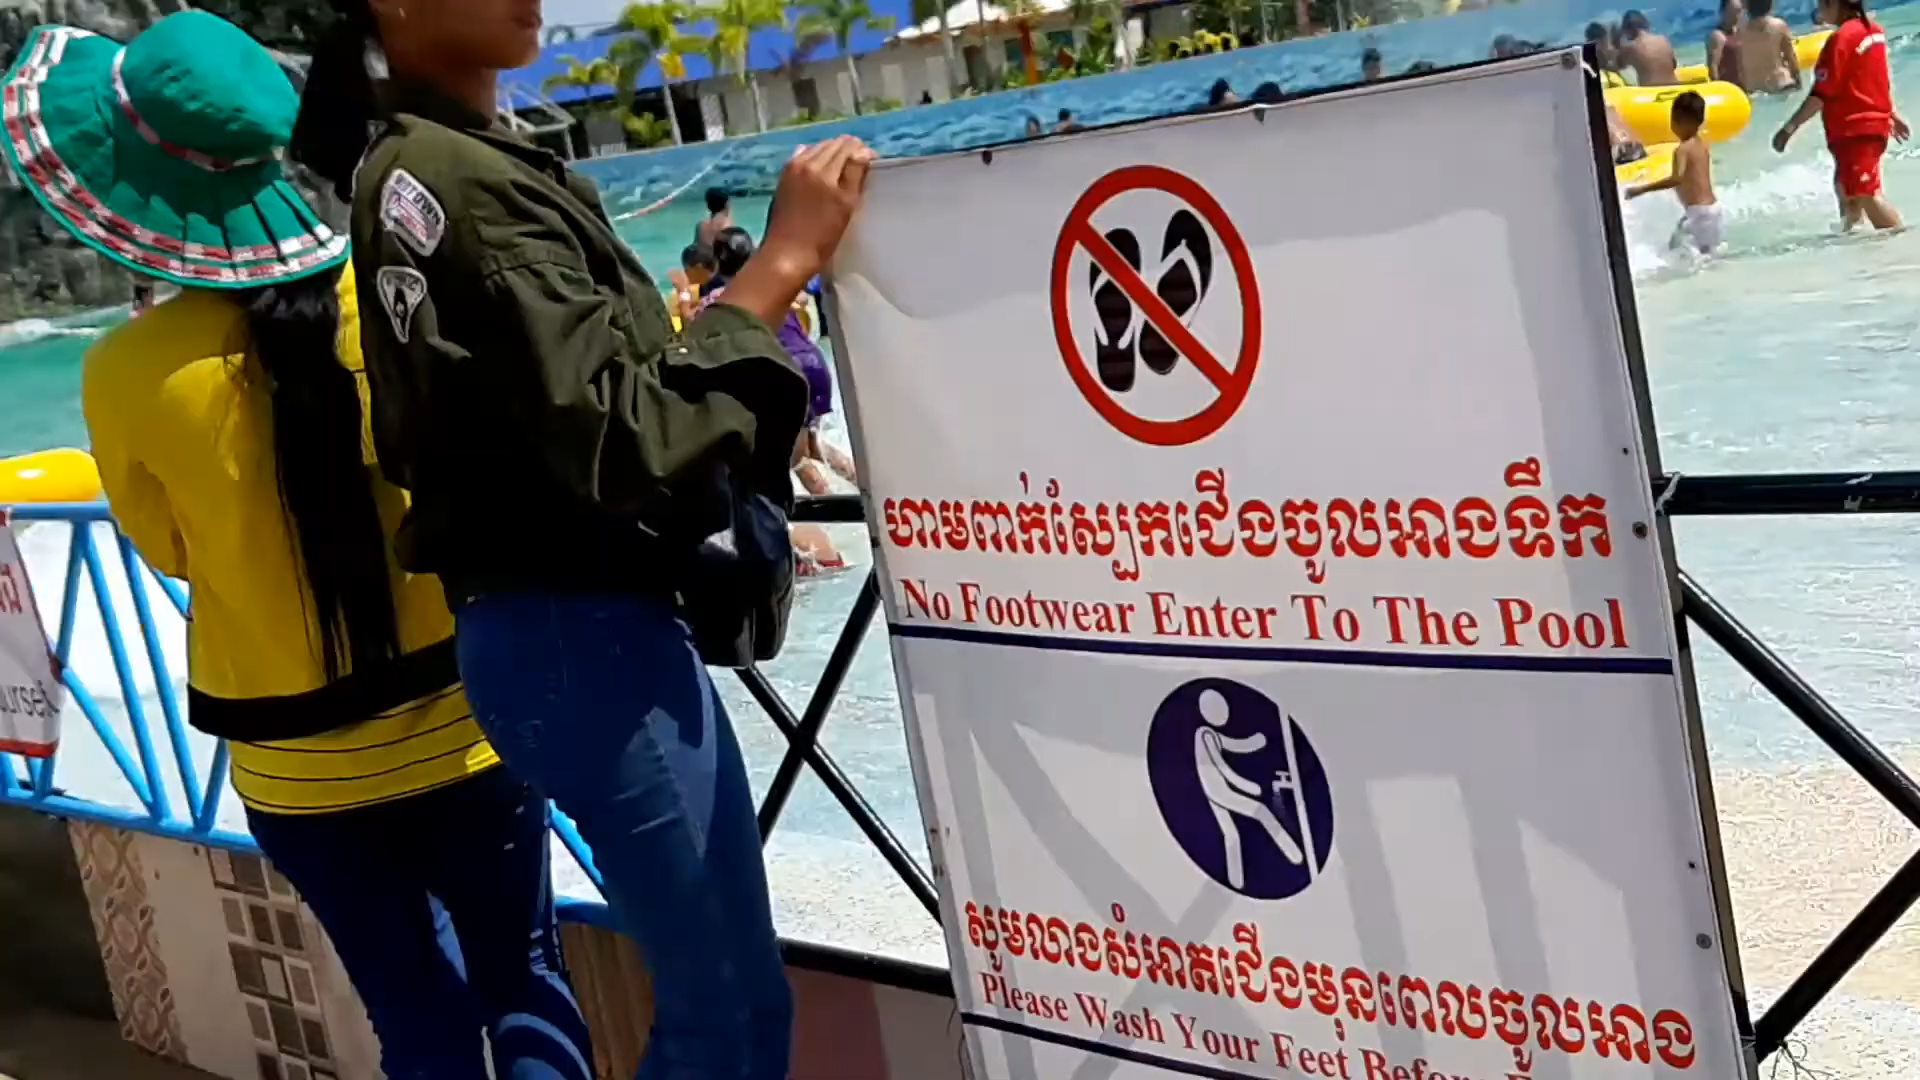 ហាមពាក់ស្បែកជើងចូលអាងទឹក
No Footwear Enter To The Pool
សូមលាងសំអាតជើងមុនពេលចូលអាង
Please Wash Your Feet Before